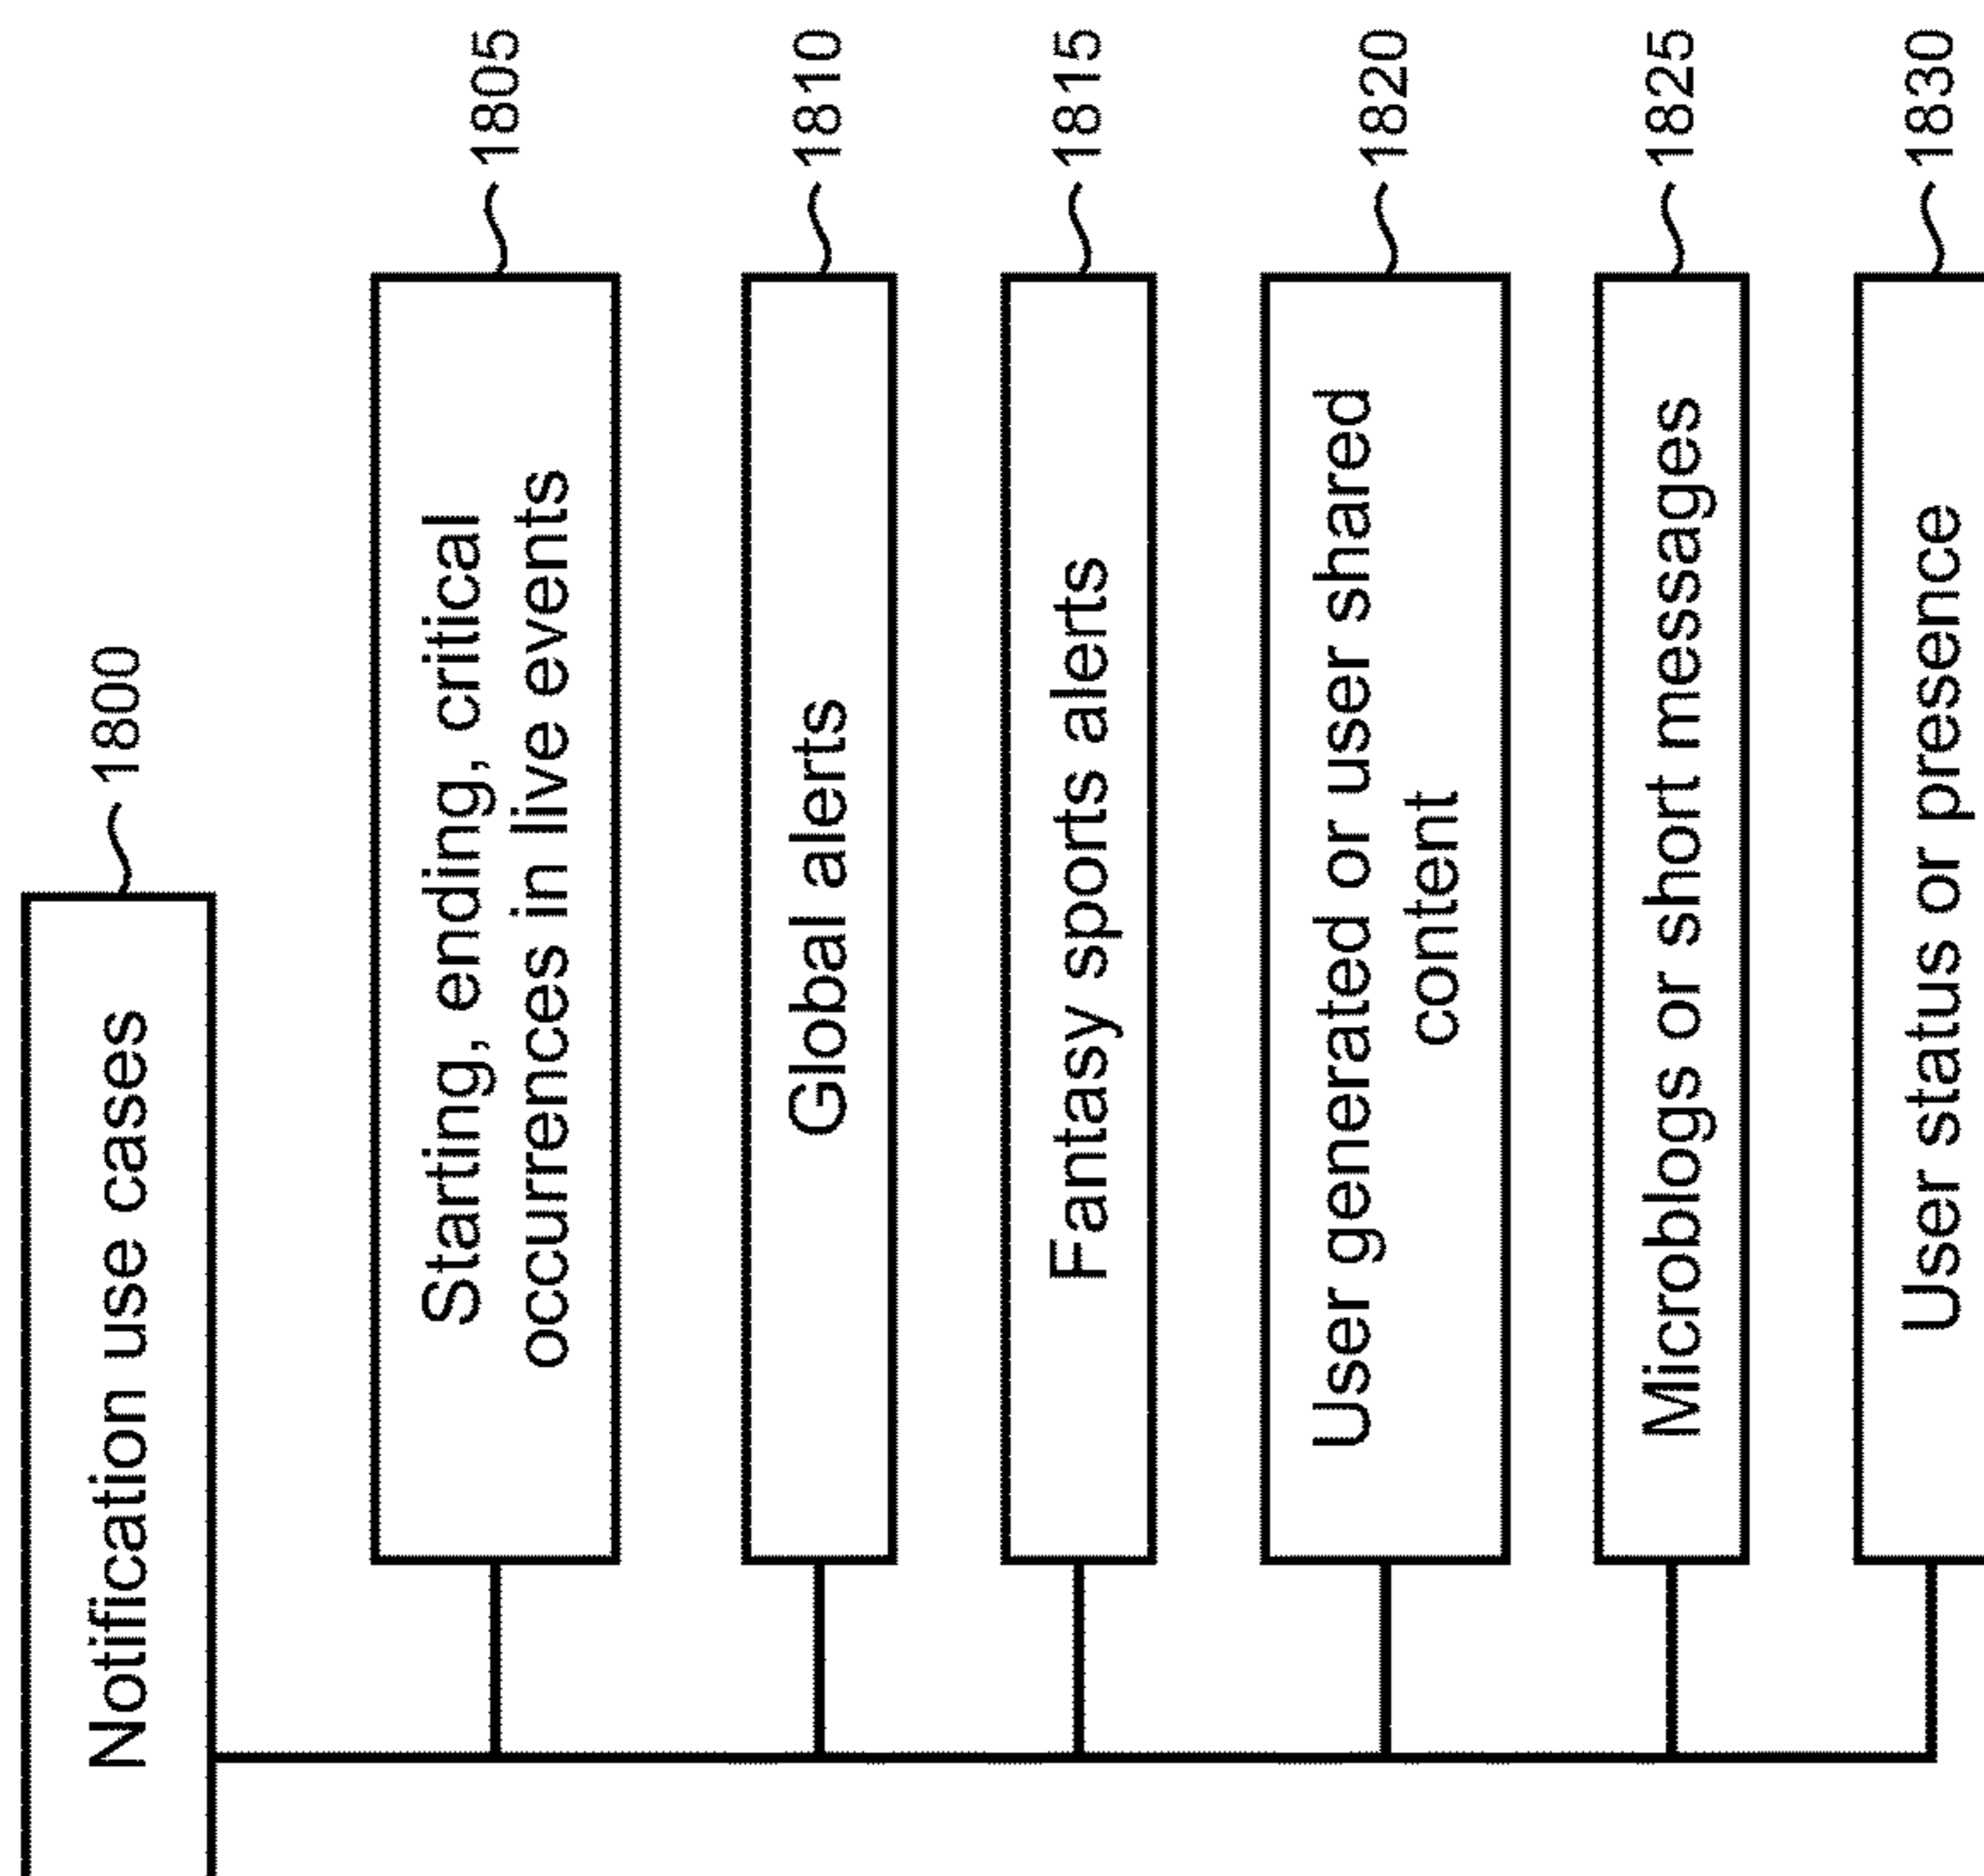 Notification use cases
1800
Starting, ending, critical
occurrences in live events
1805
Global alerts
1810
Fantasy sports alerts
1815
User generated or user shared
content
1820
Microblogs or short messages
1825
User status or presence
1830